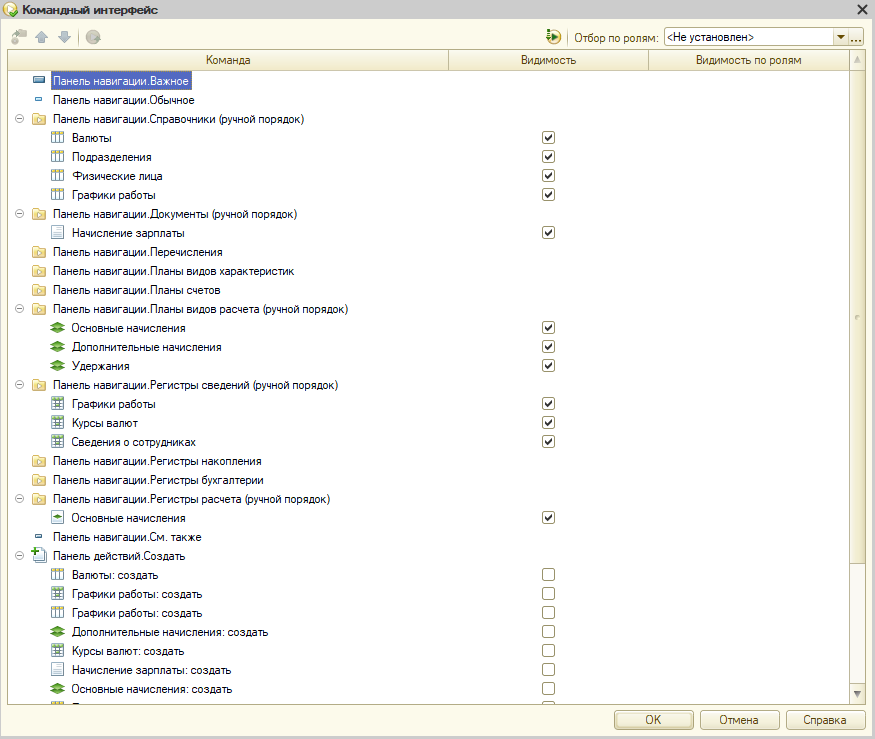 Командный интерфейс
Отбор по ролям: <Не установлен> ...
Команда Видимость Видимость по ролям
Панель навигации.Важное
Панель навигации.Обычное
Панель навигации.Справочники (ручной порядок)
Валюты
Подразделения
Физические лица
Графики работы
Панель навигации.Документы (ручной порядок)
Начисление зарплаты
Панель навигации.Перечисления
Панель навигации.Планы видов характеристик
Панель навигации.Планы счетов
Панель навигации.Планы видов расчета (ручной порядок)
Основные начисления
Дополнительные начисления
Удержания
Панель навигации.Регистры сведений (ручной порядок)
Графики работы
Курсы валют
Сведения о сотрудниках
Панель навигации.Регистры накопления
Панель навигации.Регистры бухгалтерии
Панель навигации.Регистры расчета (ручной порядок)
Основные начисления
Панель навигации.См. также
Панель действий.Создать
Валюты: создать
Графики работы: создать
Графики работы: создать
Дополнительные начисления: создать
Курсы валют: создать
Начисление зарплаты: создать
Основные начисления: создать
OK Отмена Справка